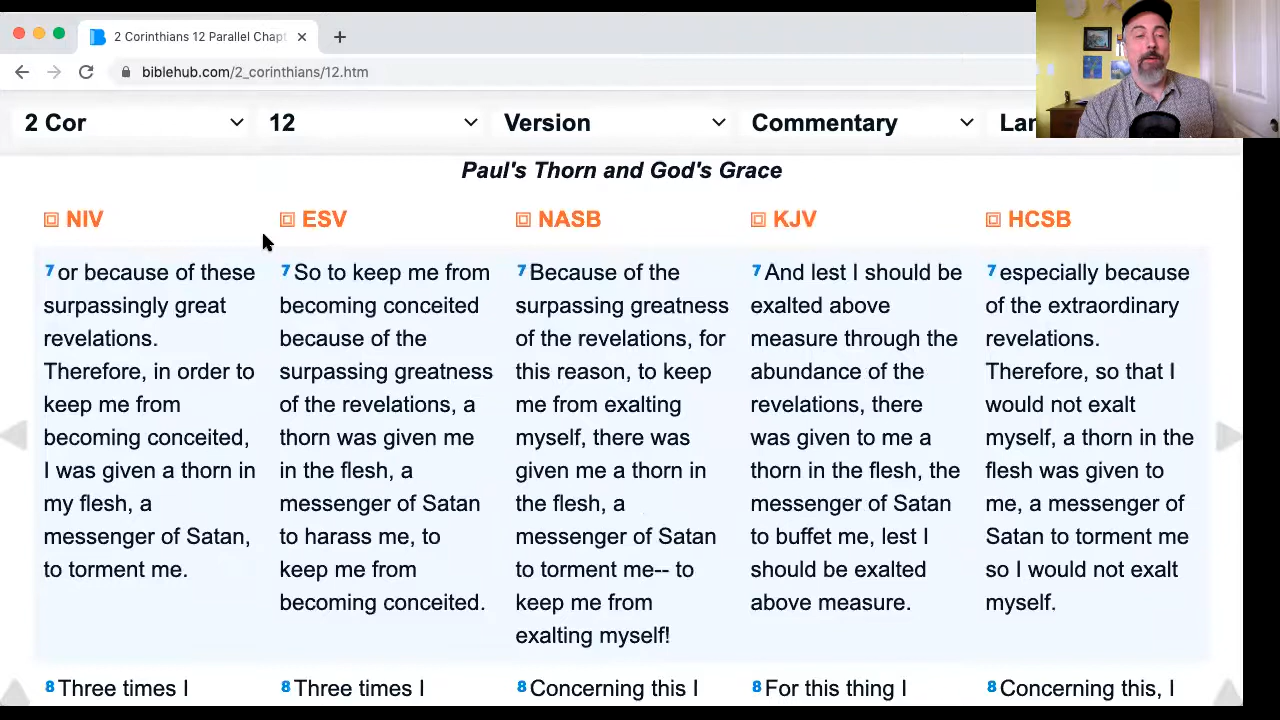 2 Corinthians 12 Parallel Chapt
biblehub.com/2_corinthians/12.htm
2 Cor
12
Version
Commentary
Lar
Paul's Thorn and God's Grace
NIV
7 or because of these
surpassingly great
revelations.
Therefore, in order to
keep me from
becoming conceited,
I was given a thorn in
my flesh, a
messenger of Satan,
to torment me.
8 Three times I
ESV
7 So to keep me from
becoming conceited
because of the
surpassing greatness
of the revelations, a
thorn was given me
in the flesh, a
messenger of Satan
to harass me, to
keep me from
becoming conceited.
8 Three times I
NASB
7 Because of the
surpassing greatness
of the revelations, for
this reason, to keep
me from exalting
myself, there was
given me a thorn in
the flesh, a
messenger of Satan
to torment me-- to
keep me from
exalting myself!
8 Concerning this I
KJV
7 And lest I should be
exalted above
measure through the
abundance of the
revelations, there
was given to me a
thorn in the flesh, the
messenger of Satan
to buffet me, lest I
should be exalted
above measure.
8 For this thing I
HCSB
7 especially because
of the extraordinary
revelations.
Therefore, so that I
would not exalt
myself, a thorn in the
flesh was given to
me, a messenger of
Satan to torment me
so I would not exalt
myself.
8 Concerning this, I